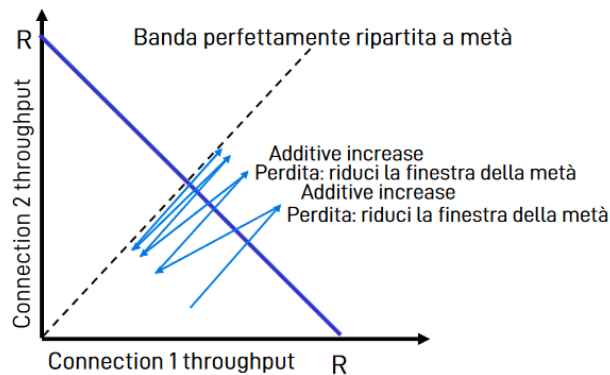 R
Banda perfettamente ripartita a metà
Connection 2 throughput
Additive increase
Perdita: riduci la finestra della metà
Additive increase
Perdita: riduci la finestra della metà
Connection 1 throughput
R